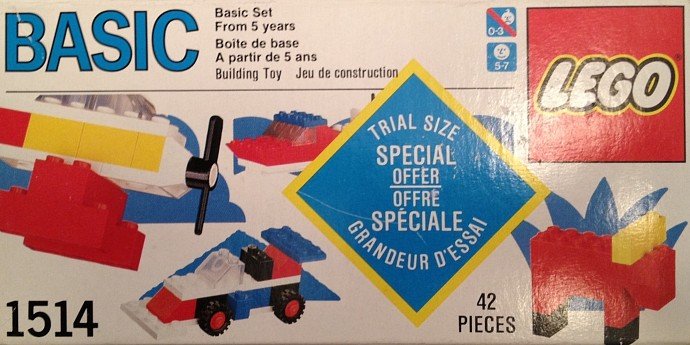 BASIC
Basic Set
From 5 years
Boîte de base
A partir de 5 ans
Building Toy Jeu de construction
0-3
5-7
LEGO
TRIAL SIZE
SPECIAL
OFFER
OFFRE
SPÉCIALE
GRANDEUR D'ESSAI
1514
42
PIECES